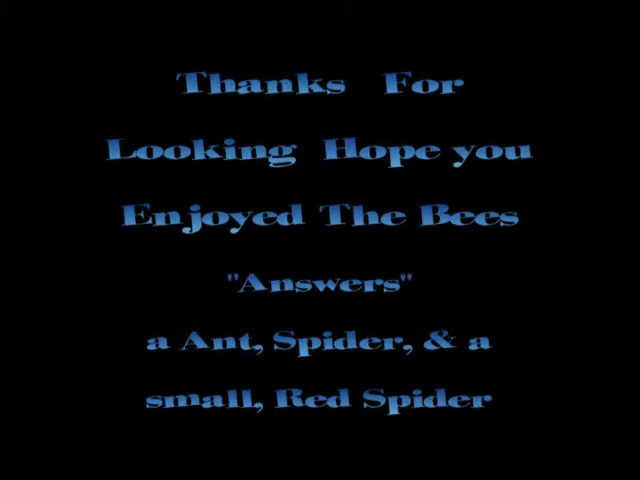 Thanks For
Looking Hope you
Enjoyed The Bees
"Answers"
a Ant, Spider, & a
small, Red Spider